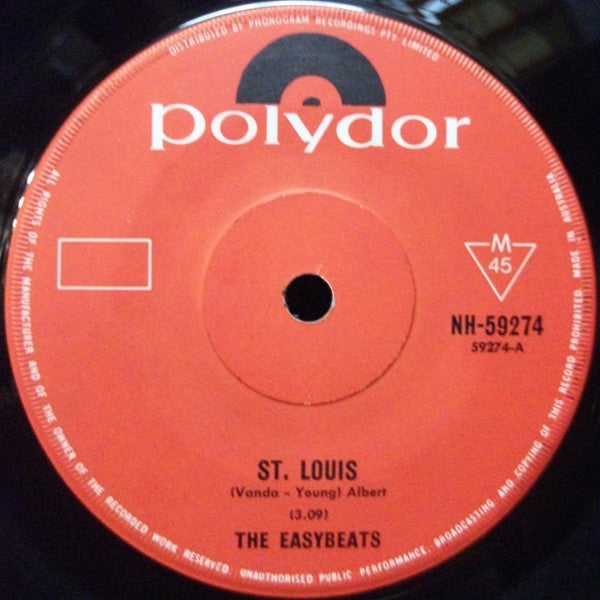 DISTRIBUTED BY PHONOGRAM RECORDINGS PTY LIMITED
polydor
M
45
NH-59274
59274-A
ST. LOUIS
(Vanda - Young) Albert
(3.09)
THE EASYBEATS
ALL RIGHTS OF THE MANUFACTURER AND OF THE OWNER OF THE RECORDED WORK RESERVED. UNAUTHORISED PUBLIC PERFORMANCE, BROADCASTING AND COPYING OF THIS RECORD PROHIBITED. MADE IN AUSTRALIA